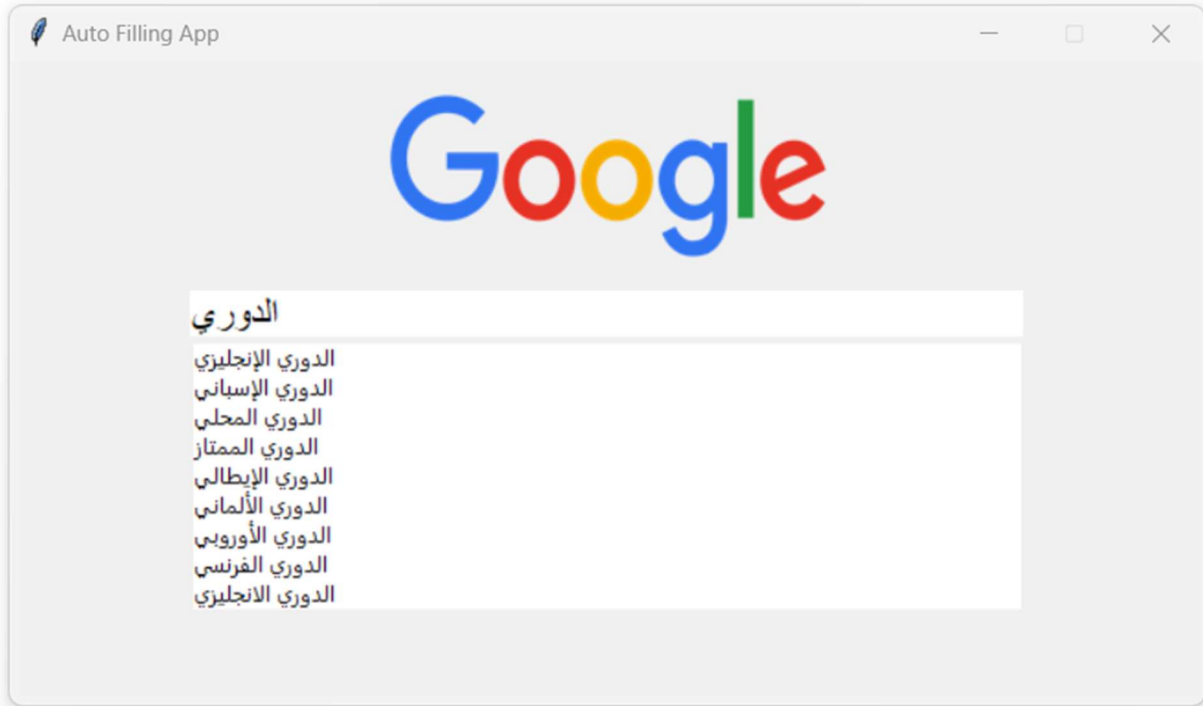 Auto Filling App
Google
الدوري
الدوري الإنجليزي
الدوري الإسباني
الدوري المحلي
الدوري الممتاز
الدوري الإيطالي
الدوري الألماني
الدوري الأوروبي
الدوري الفرنسي
الدوري الانجليزي